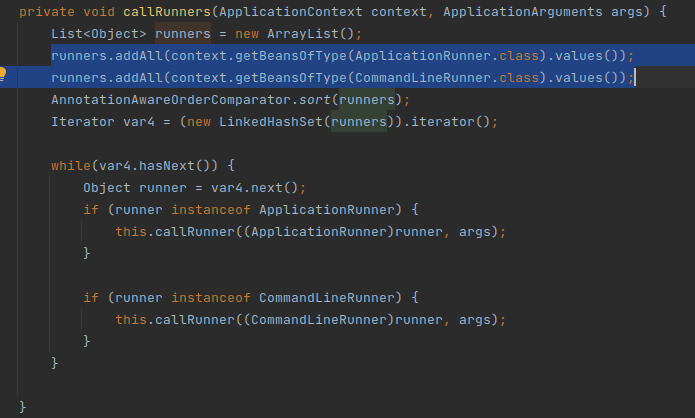 private void callRunners(ApplicationContext context, ApplicationArguments args) {
List<Object> runners = new ArrayList();
runners.addAll(context.getBeansOfType(ApplicationRunner.class).values());
runners.addAll(context.getBeansOfType(CommandLineRunner.class).values());
AnnotationAwareOrderComparator.sort(runners);
Iterator var4 = (new LinkedHashSet(runners)).iterator();
while(var4.hasNext()) {
Object runner = var4.next();
if (runner instanceof ApplicationRunner) {
this.callRunner((ApplicationRunner)runner, args);
}
if (runner instanceof CommandLineRunner) {
this.callRunner((CommandLineRunner)runner, args);
}
}
}